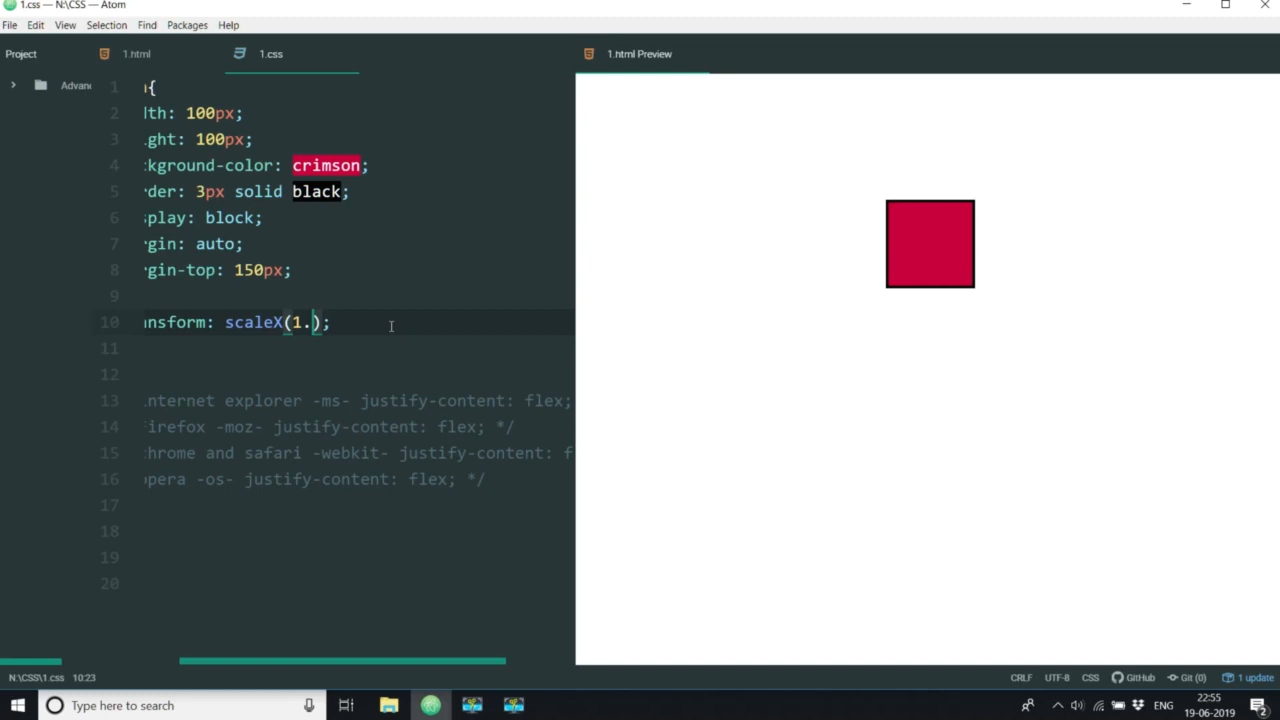 1.css — N:\CSS — Atom
File Edit View Selection Find Packages Help
Project 1.html 1.css 1.html Preview
Advan
1 {
2 lth: 100px;
3 ght: 100px;
4 kground-color: crimson;
5 der: 3px solid black;
6 play: block;
7 gin: auto;
8 gin-top: 150px;
9
10 nsform: scaleX(1.);
11
12
13 nternet explorer -ms- justify-content: flex;
14 irefox -moz- justify-content: flex; */
15 hrome and safari -webkit- justify-content: f
16 pera -os- justify-content: flex; */
17
18
19
20
N:\CSS\1.css 10:23 CRLF UTF-8 CSS GitHub Git (0) 1 update
Type here to search
ENG
22:55
19-06-2019
2